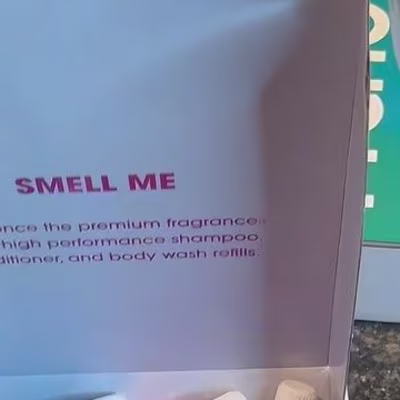 SMELL ME
ence the premium fragrance
high performance shampoo
ditioner, and body wash refills.